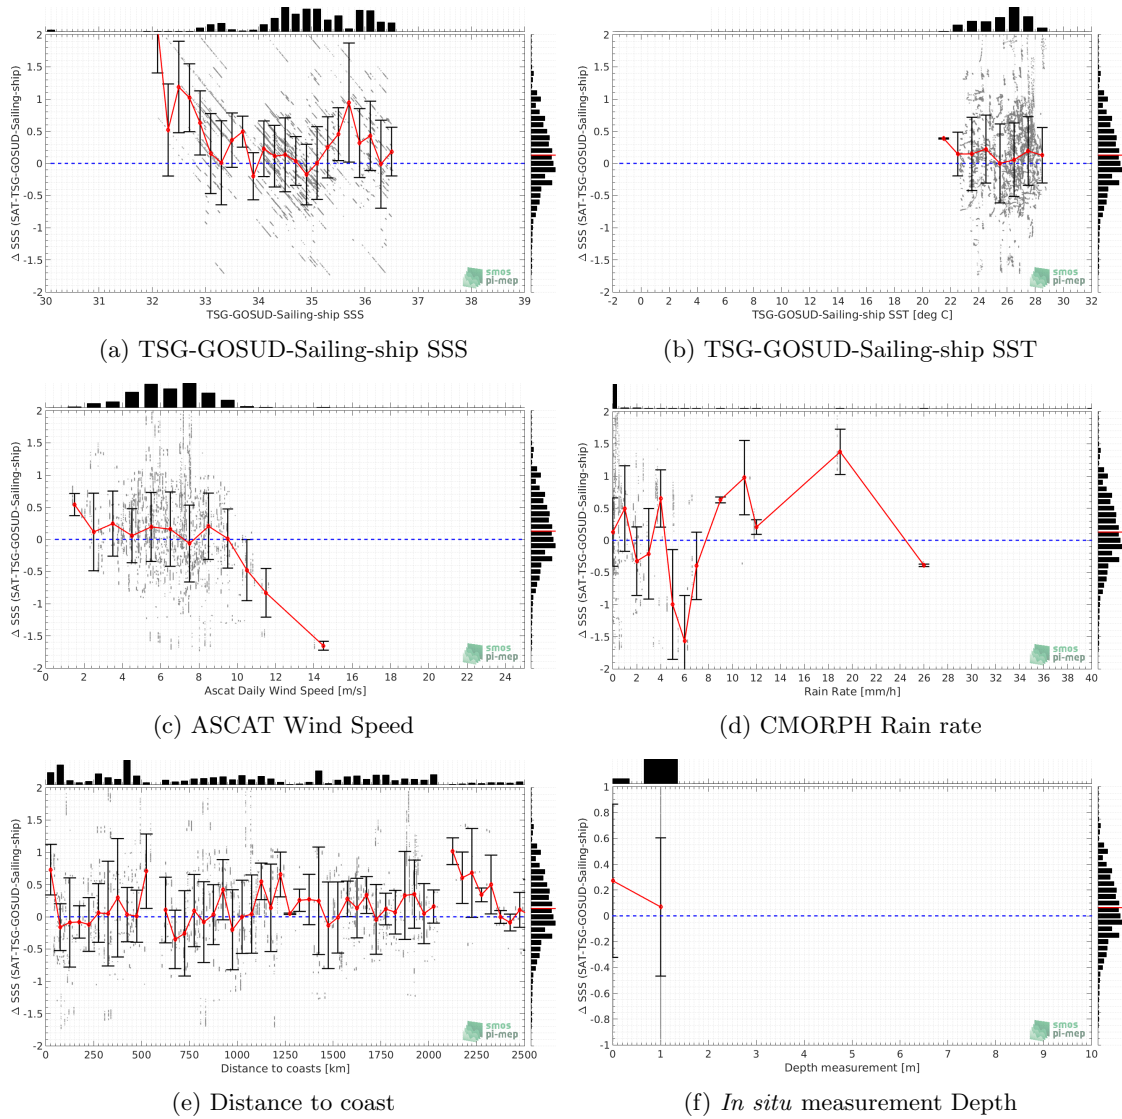 2
1.5
1
0.5
0
-0.5
-1
-1.5
-2
Δ SSS (SAT-TSG-GOSUD-Sailing-ship)
30 31 32 33 34 35 36 37 38 39
TSG-GOSUD-Sailing-ship SSS
smos
pi-mep
(a) TSG-GOSUD-Sailing-ship SSS
2
1.5
1
0.5
0
-0.5
-1
-1.5
-2
Δ SSS (SAT-TSG-GOSUD-Sailing-ship)
-2 0 2 4 6 8 10 12 14 16 18 20 22 24 26 28 30 32
TSG-GOSUD-Sailing-ship SST [deg C]
smos
pi-mep
(b) TSG-GOSUD-Sailing-ship SST
2
1.5
1
0.5
0
-0.5
-1
-1.5
-2
Δ SSS (SAT-TSG-GOSUD-Sailing-ship)
0 2 4 6 8 10 12 14 16 18 20 22 24
Ascat Daily Wind Speed [m/s]
smos
pi-mep
(c) ASCAT Wind Speed
2
1.5
1
0.5
0
-0.5
-1
-1.5
-2
Δ SSS (SAT-TSG-GOSUD-Sailing-ship)
0 2 4 6 8 10 12 14 16 18 20 22 24 26 28 30 32 34 36 38 40
Rain Rate [mm/h]
smos
pi-mep
(d) CMORPH Rain rate
2
1.5
1
0.5
0
-0.5
-1
-1.5
-2
Δ SSS (SAT-TSG-GOSUD-Sailing-ship)
0 250 500 750 1000 1250 1500 1750 2000 2250 2500
Distance to coasts [km]
smos
pi-mep
(e) Distance to coast
1
0.8
0.6
0.4
0.2
0
-0.2
-0.4
-0.6
-0.8
-1
Δ SSS (SAT-TSG-GOSUD-Sailing-ship)
0 1 2 3 4 5 6 7 8 9 10
Depth measurement [m]
smos
pi-mep
(f) In situ measurement Depth